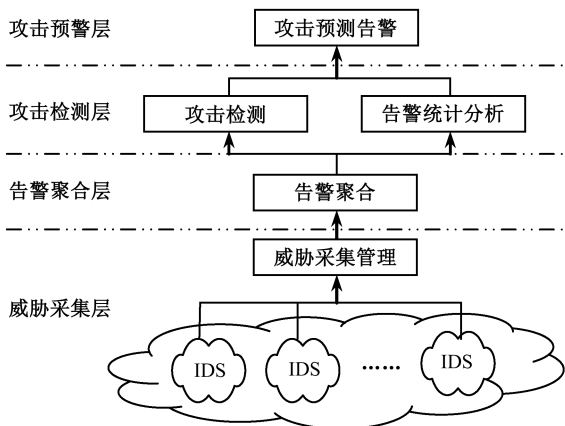 攻击预警层
攻击预测告警
攻击检测层
攻击检测
告警统计分析
告警聚合层
告警聚合
威胁采集管理
威胁采集层
IDS
IDS
……
IDS